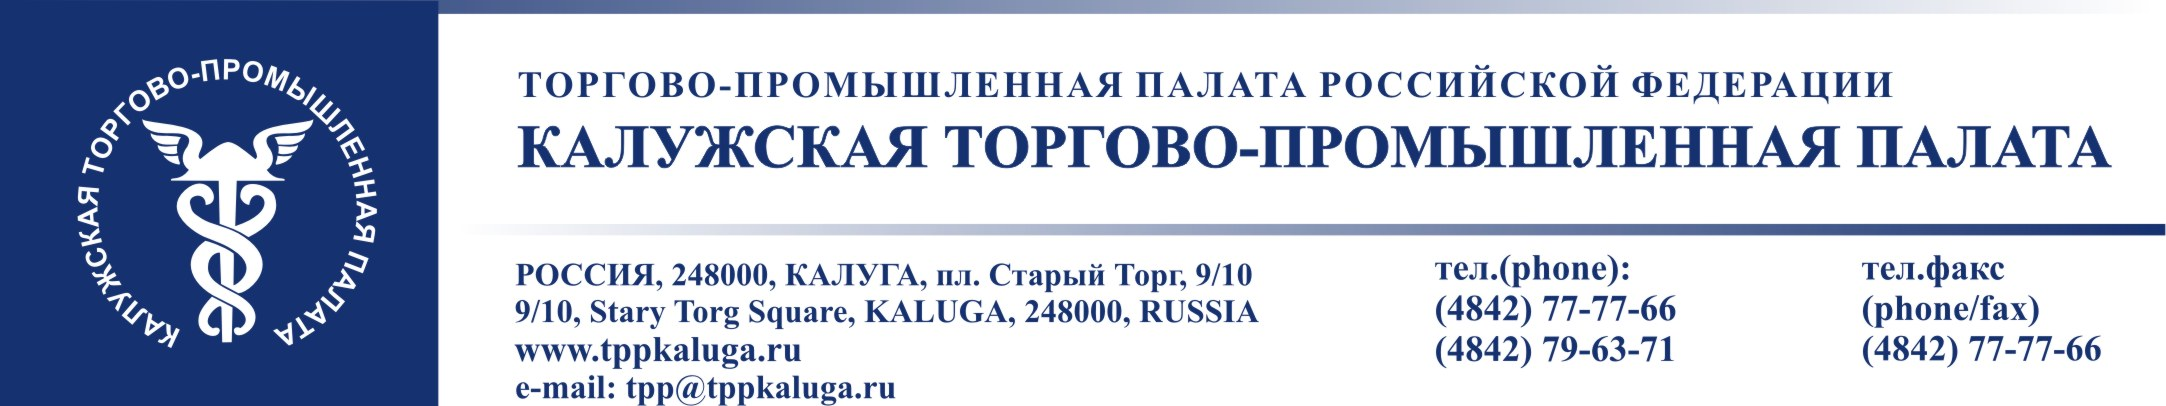 КАЛУЖСКАЯ ТОРГОВО-ПРОМЫШЛЕННАЯ ПАЛАТА
ТОРГОВО-ПРОМЫШЛЕННАЯ ПАЛАТА РОССИЙСКОЙ ФЕДЕРАЦИИ
КАЛУЖСКАЯ ТОРГОВО-ПРОМЫШЛЕННАЯ ПАЛАТА
РОССИЯ, 248000, КАЛУГА, пл. Старый Торг, 9/10
9/10, Stary Torg Square, KALUGA, 248000, RUSSIA
www.tppkaluga.ru
e-mail: tpp@tppkaluga.ru
тел.(phone):
(4842) 77-77-66
(4842) 79-63-71
тел.факс
(phone/fax)
(4842) 77-77-66